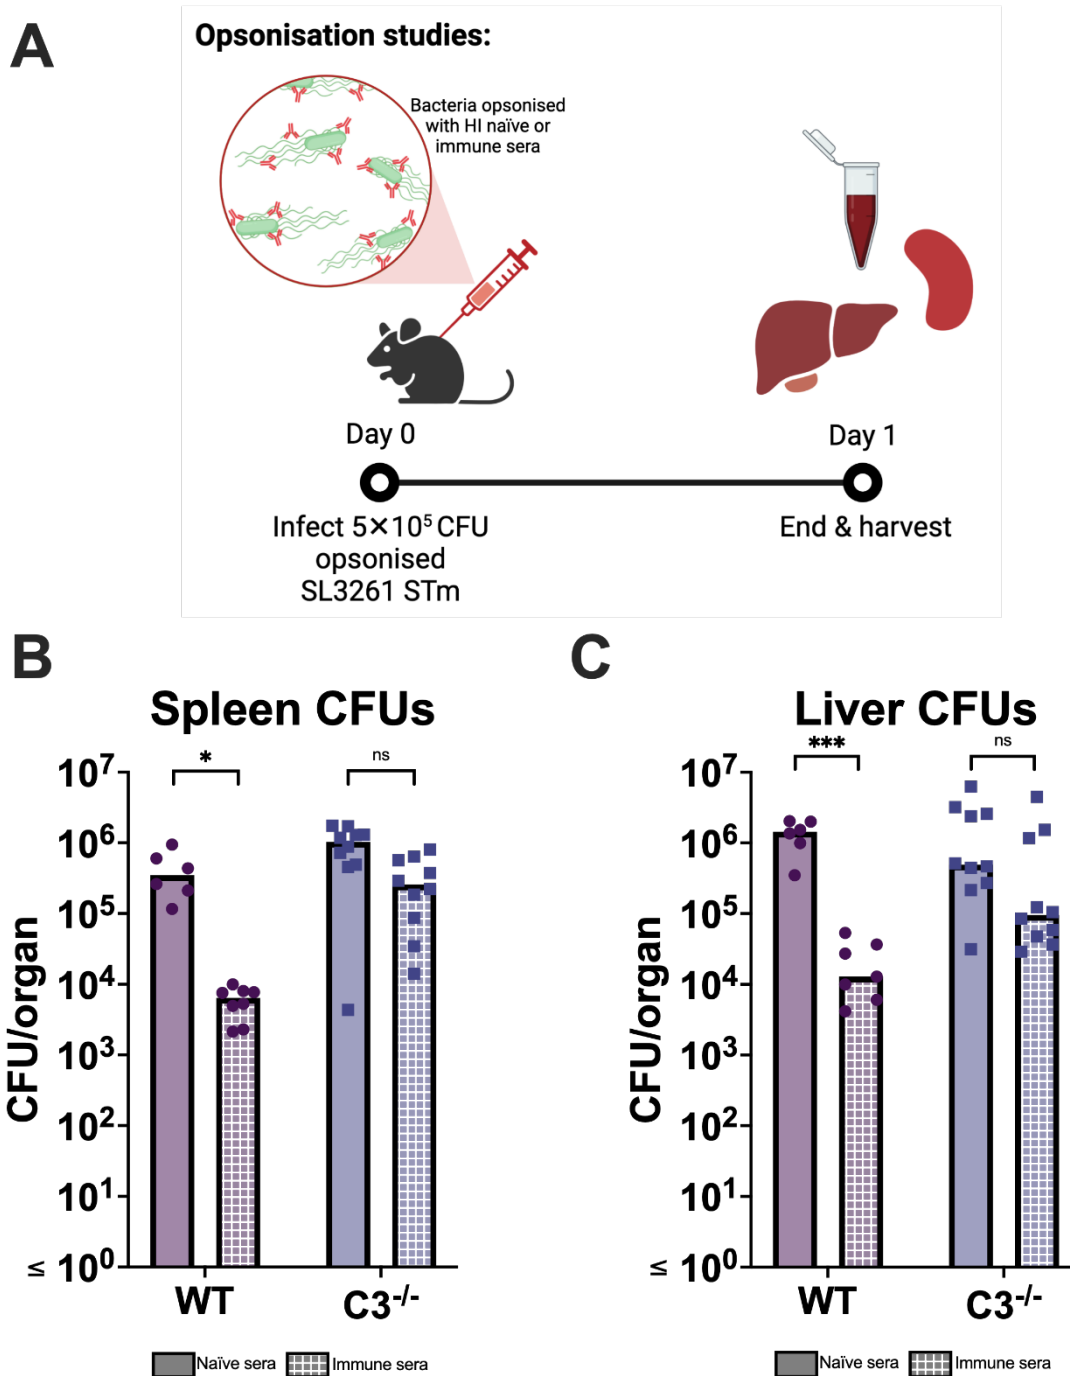 A
Opsonisation studies:
Bacteria opsonised
with HI naïve or
immune sera
Day 0
Day 1
Infect 5×10⁵ CFU
opsonised
SL3261 STm
End & harvest
B
Spleen CFUs
*
ns
CFU/organ
10⁷
10⁶
10⁵
10⁴
10³
10²
10¹
≤ 10⁰
WT
C3⁻/⁻
Naïve sera
Immune sera
C
Liver CFUs
***
ns
CFU/organ
10⁷
10⁶
10⁵
10⁴
10³
10²
10¹
≤ 10⁰
WT
C3⁻/⁻
Naïve sera
Immune sera